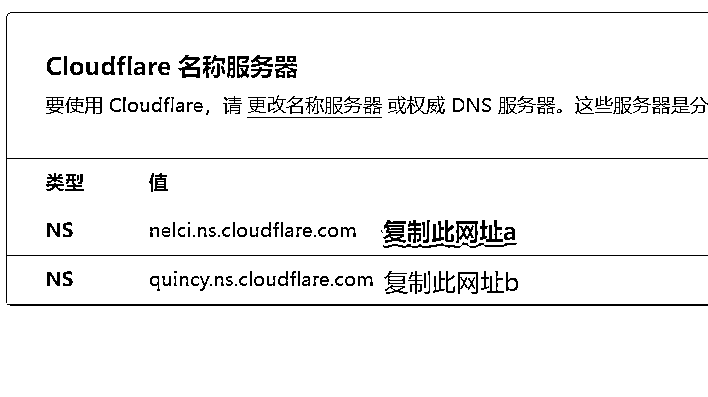 Cloudflare 名称服务器
要使用 Cloudflare，请 更改名称服务器 或权威 DNS 服务器。这些服务器是分
类型 值
NS nelci.ns.cloudflare.com 复制此网址a
NS quincy.ns.cloudflare.com 复制此网址b